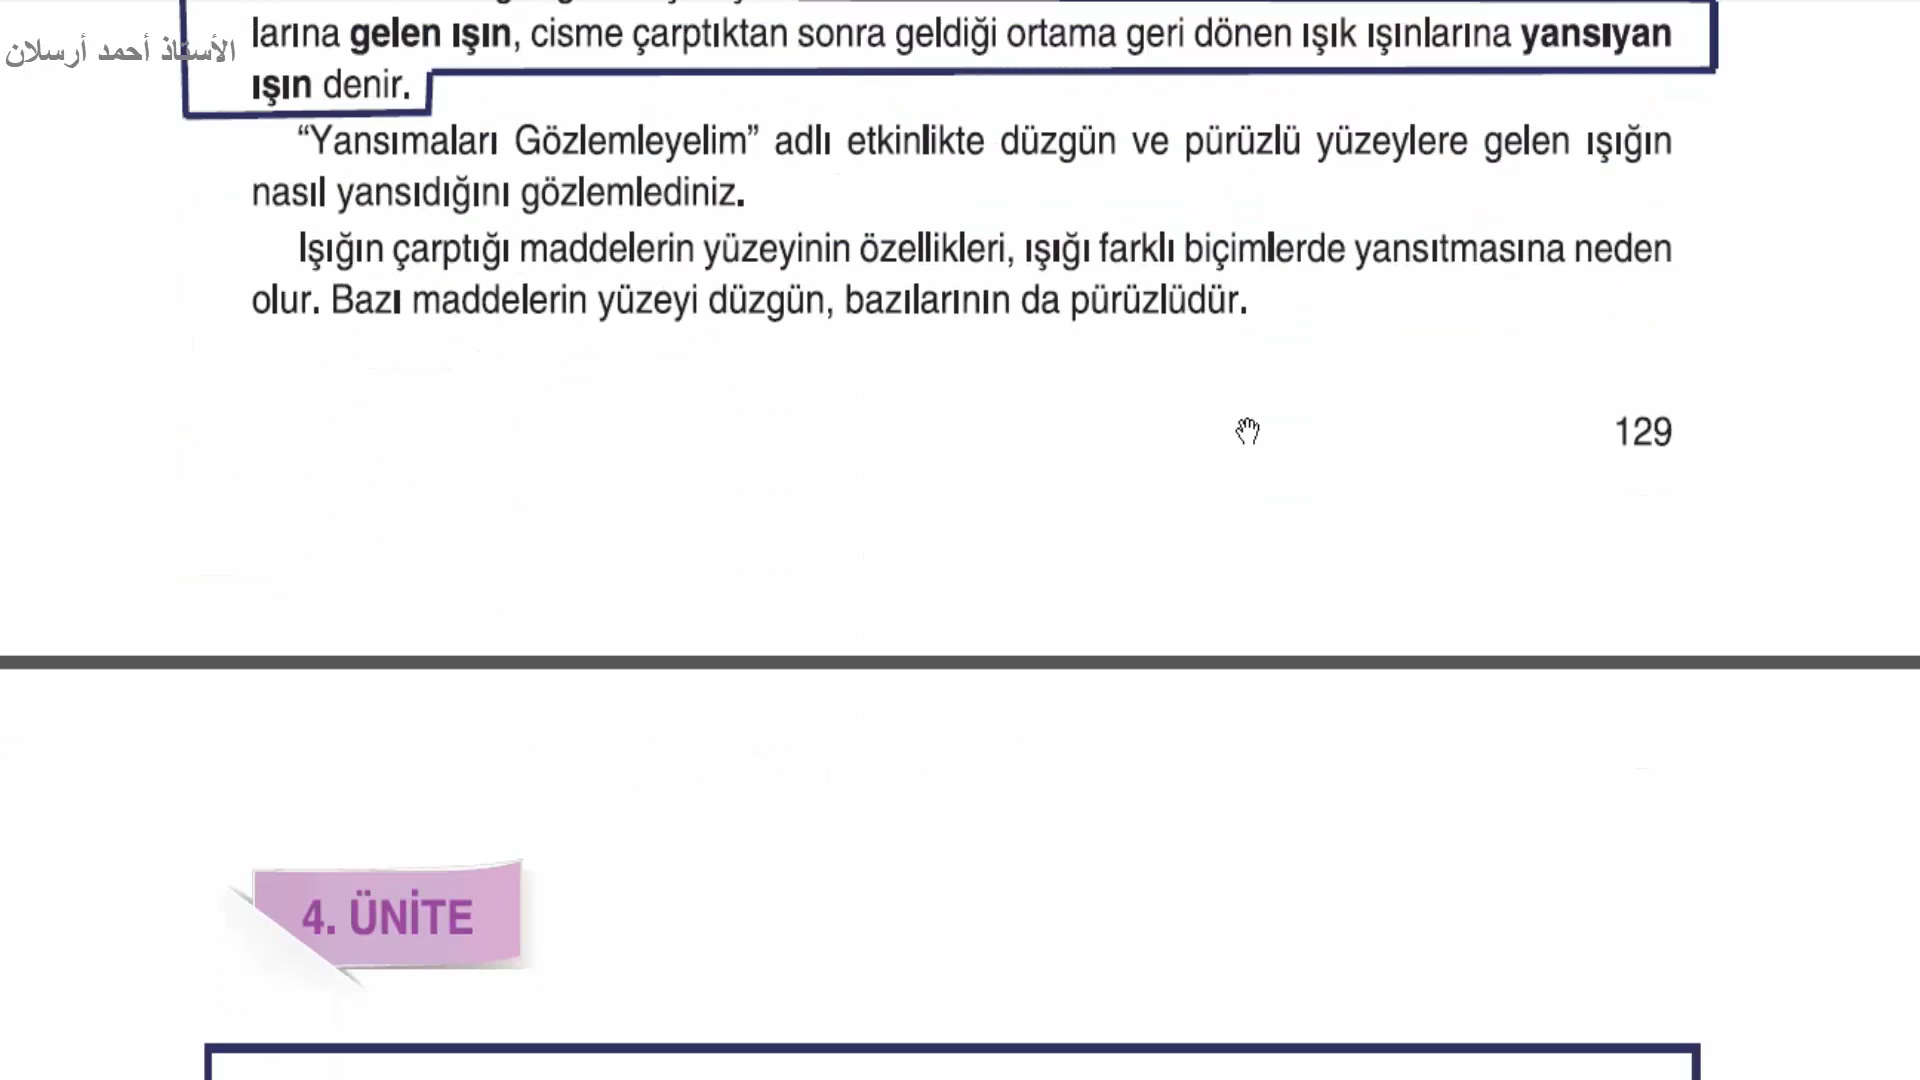 larına gelen ışın, cisme çarptıktan sonra geldiği ortama geri dönen ışık ışınlarına yansıyan
الأستاذ أحمد أرسلان
ışın denir.
“Yansımaları Gözlemleyelim” adlı etkinlikte düzgün ve pürüzlü yüzeylere gelen ışığın
nasıl yansıdığını gözlemlediniz.
Işığın çarptığı maddelerin yüzeyinin özellikleri, ışığı farklı biçimlerde yansıtmasına neden
olur. Bazı maddelerin yüzeyi düzgün, bazılarının da pürüzlüdür.
129
4. ÜNİTE